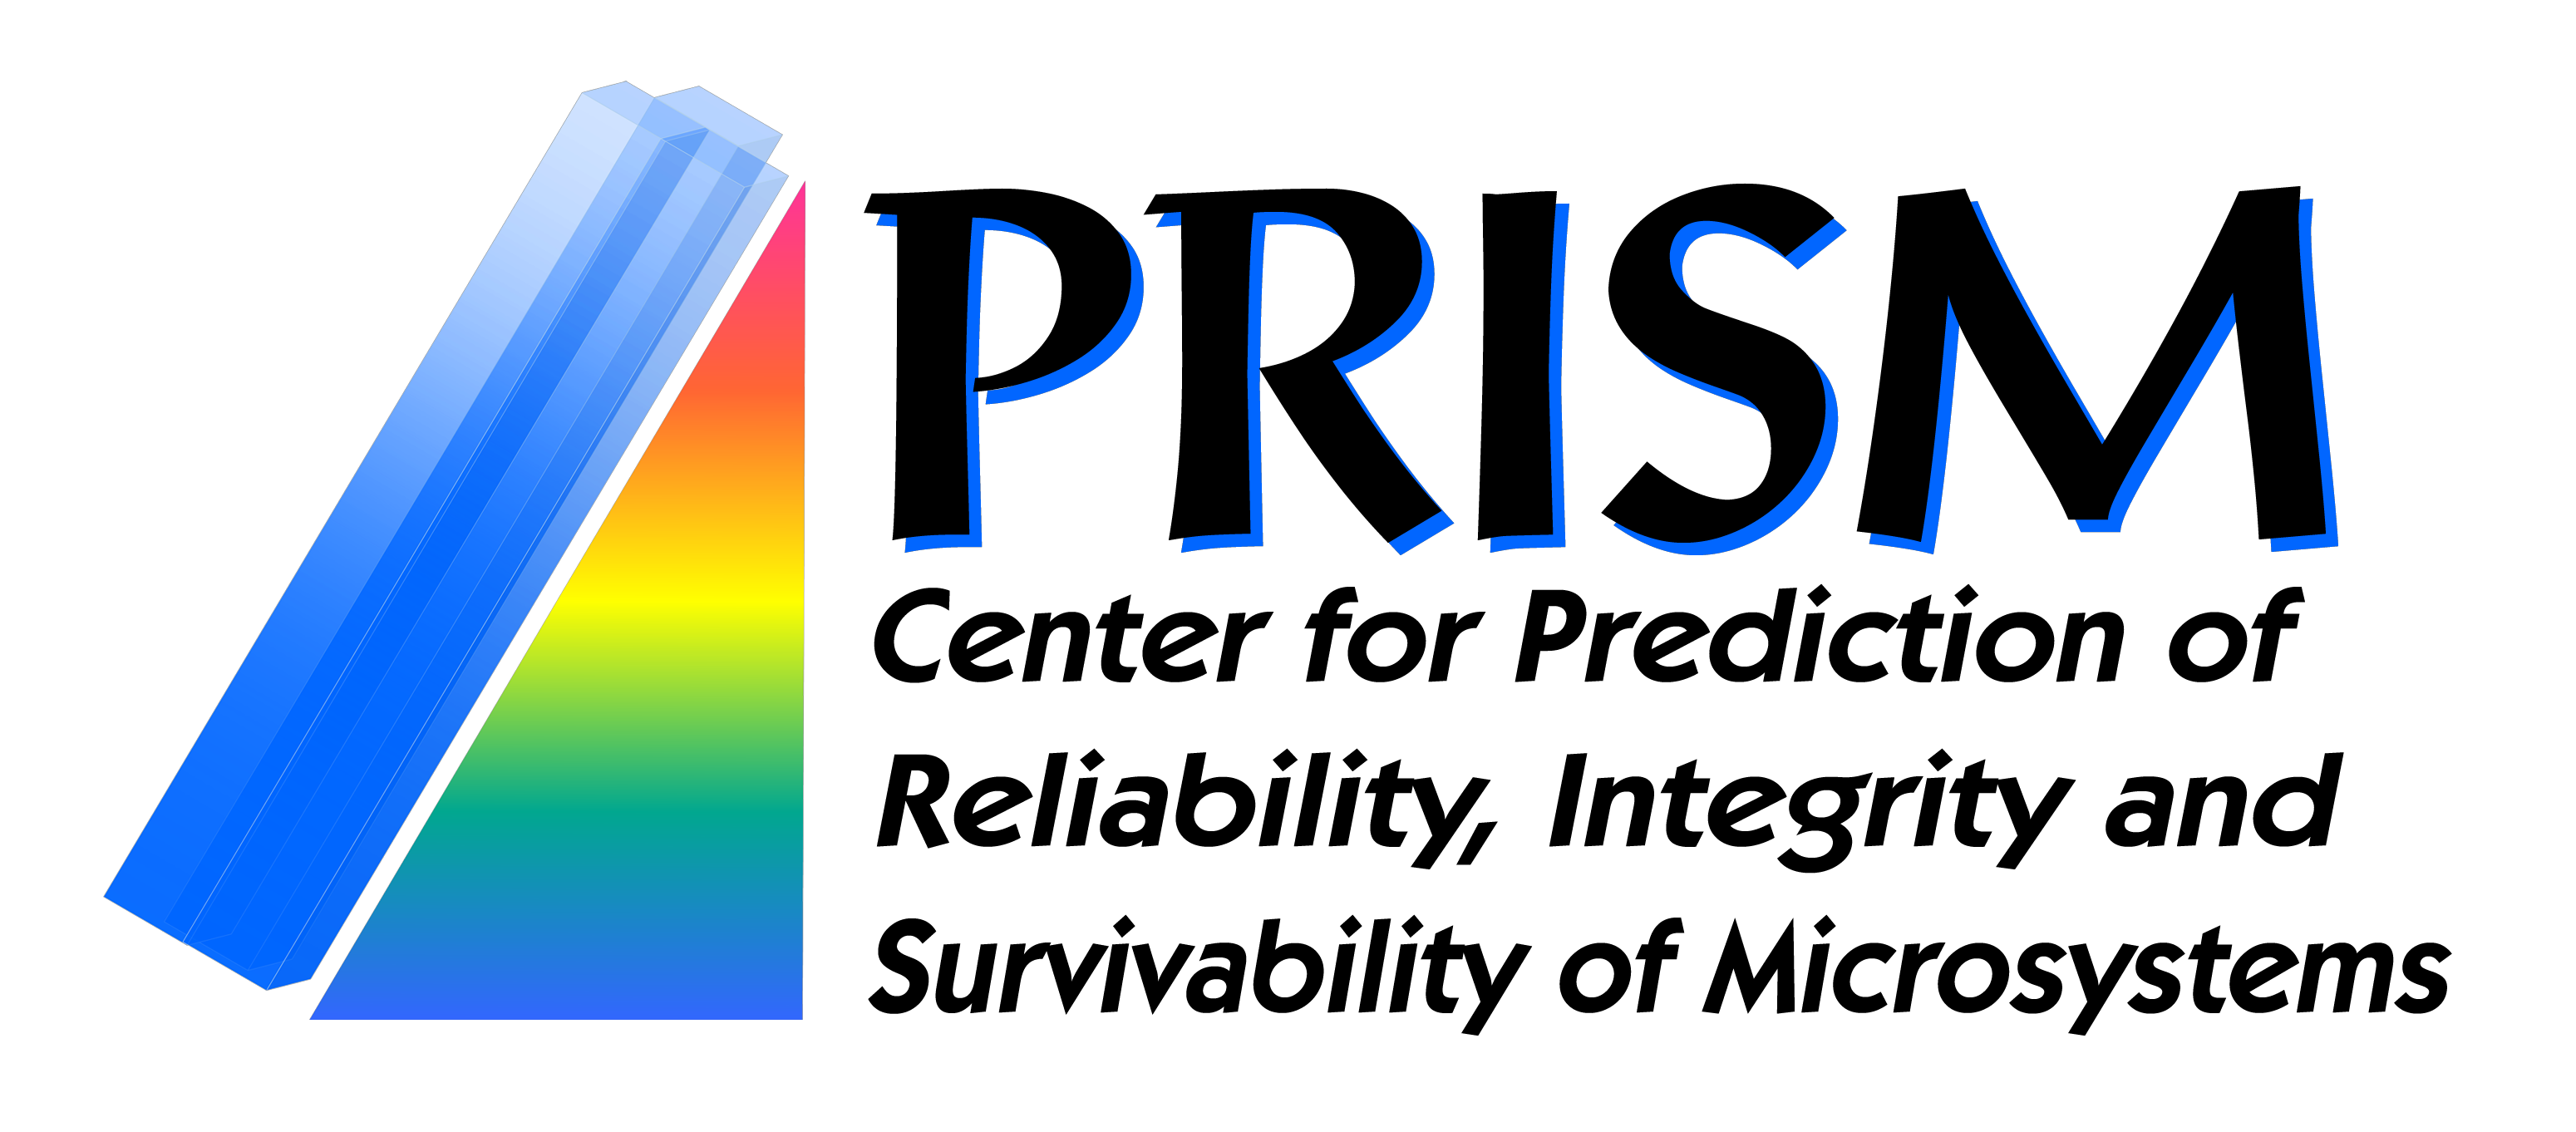 PRISM
Center for Prediction of
Reliability, Integrity and
Survivability of Microsystems